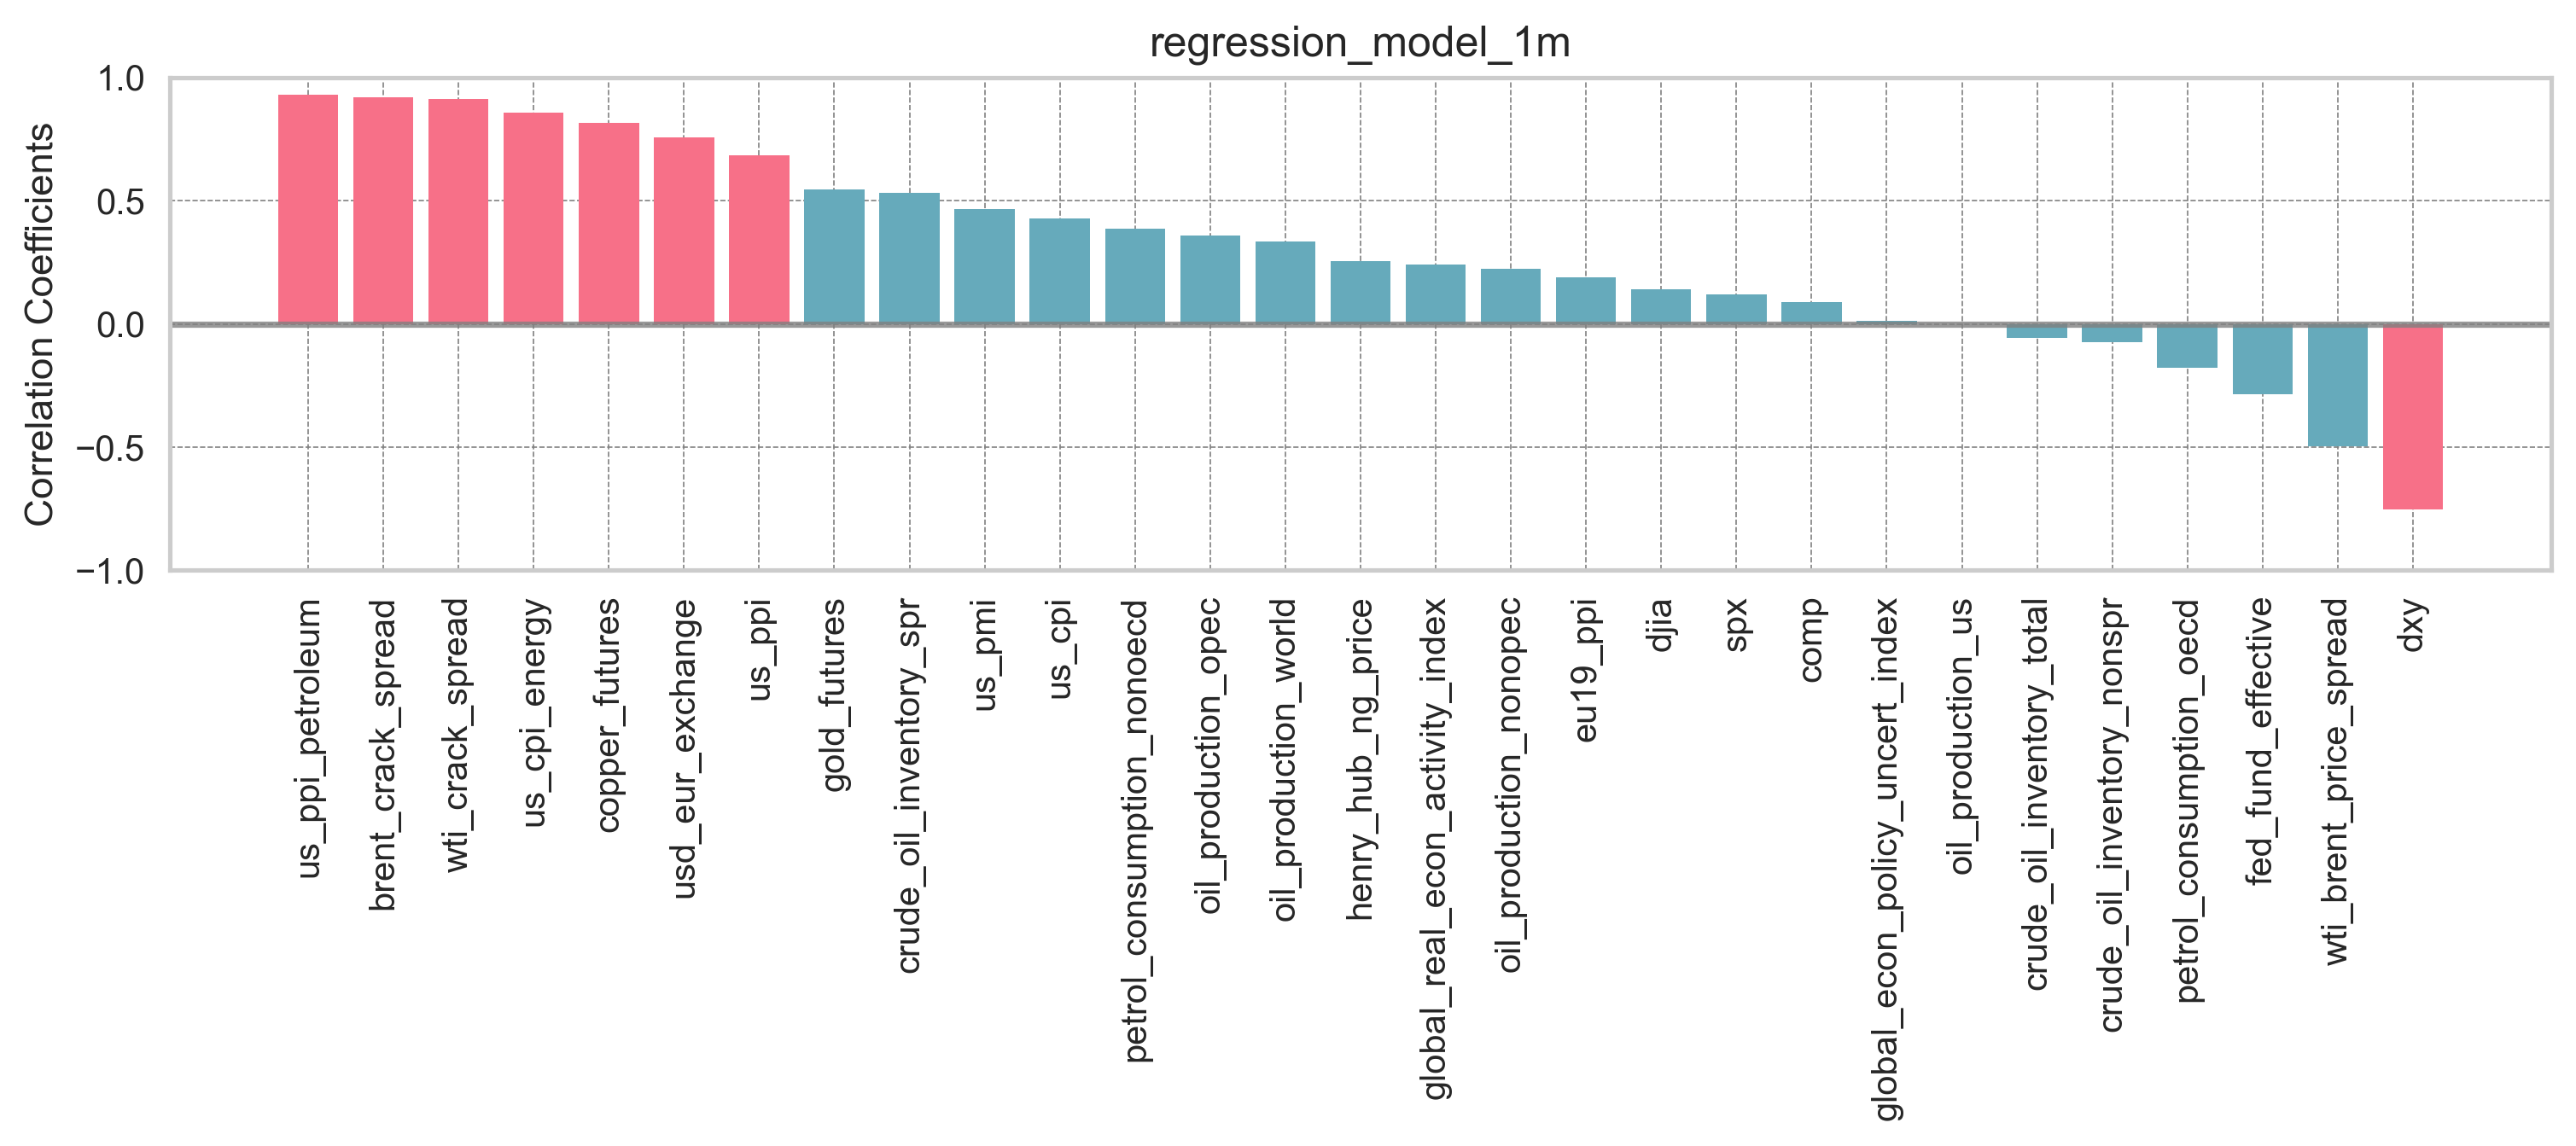 regression_model_1m
Correlation Coefficients
1.0
0.5
0.0
−0.5
−1.0
us_ppi_petroleum
brent_crack_spread
wti_crack_spread
us_cpi_energy
copper_futures
usd_eur_exchange
us_ppi
gold_futures
crude_oil_inventory_spr
us_pmi
us_cpi
petrol_consumption_nonoecd
oil_production_opec
oil_production_world
henry_hub_ng_price
global_real_econ_activity_index
oil_production_nonopec
eu19_ppi
djia
spx
comp
global_econ_policy_uncert_index
oil_production_us
crude_oil_inventory_total
crude_oil_inventory_nonspr
petrol_consumption_oecd
fed_fund_effective
wti_brent_price_spread
dxy